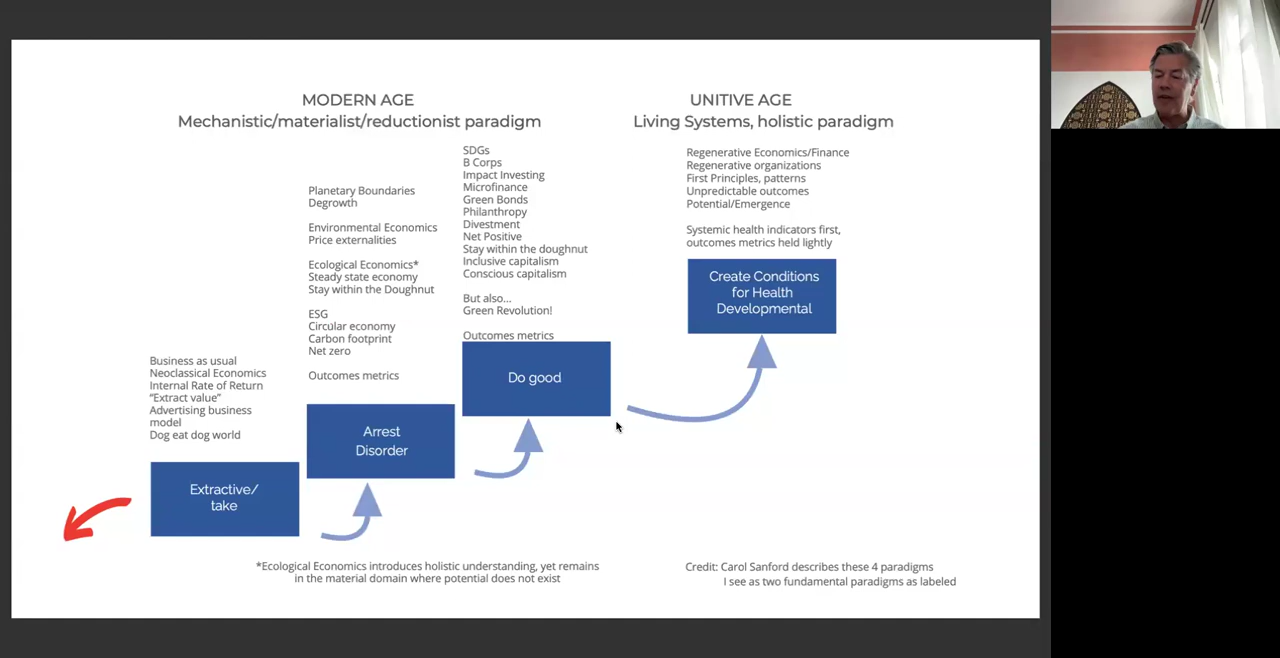 MODERN AGE
Mechanistic/materialist/reductionist paradigm
UNITIVE AGE
Living Systems, holistic paradigm
Business as usual
Neoclassical Economics
Internal Rate of Return
“Extract value”
Advertising business
model
Dog eat dog world
Extractive/
take
Planetary Boundaries
Degrowth
Environmental Economics
Price externalities
Ecological Economics*
Steady state economy
Stay within the Doughnut
ESG
Circular economy
Carbon footprint
Net zero
Outcomes metrics
Arrest
Disorder
SDGs
B Corps
Impact Investing
Microfinance
Green Bonds
Philanthropy
Divestment
Net Positive
Stay within the doughnut
Inclusive capitalism
Conscious capitalism
But also...
Green Revolution!
Outcomes metrics
Do good
Regenerative Economics/Finance
Regenerative organizations
First Principles, patterns
Unpredictable outcomes
Potential/Emergence
Systemic health indicators first,
outcomes metrics held lightly
Create Conditions
for Health
Developmental
*Ecological Economics introduces holistic understanding, yet remains
in the material domain where potential does not exist
Credit: Carol Sanford describes these 4 paradigms
I see as two fundamental paradigms as labeled